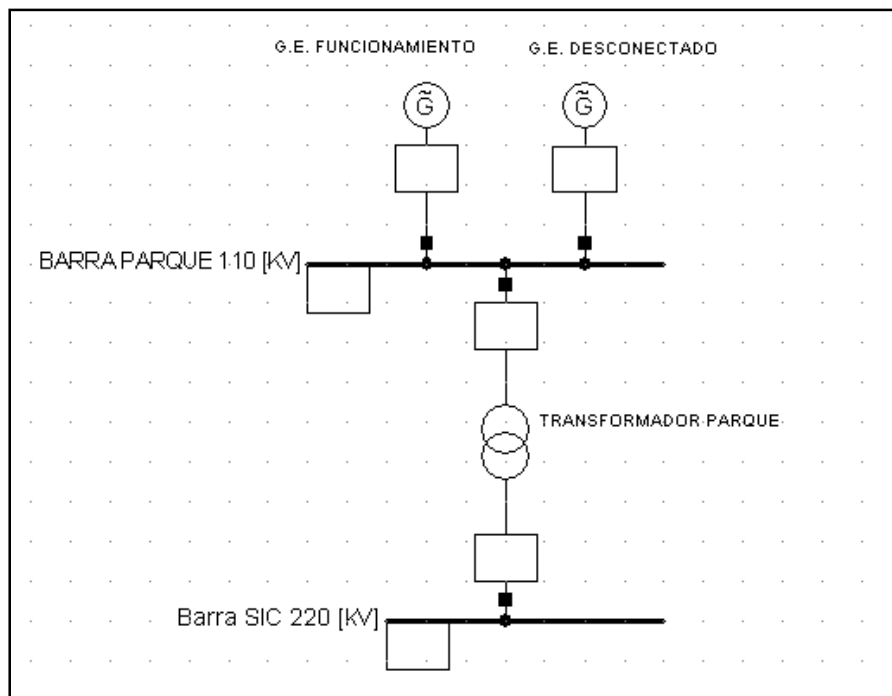 G.E. FUNCIONAMIENTO
G.E. DESCONECTADO
G̃
G̃
BARRA PARQUE 110 [KV]
TRANSFORMADOR PARQUE
Barra SIC 220 [KV]